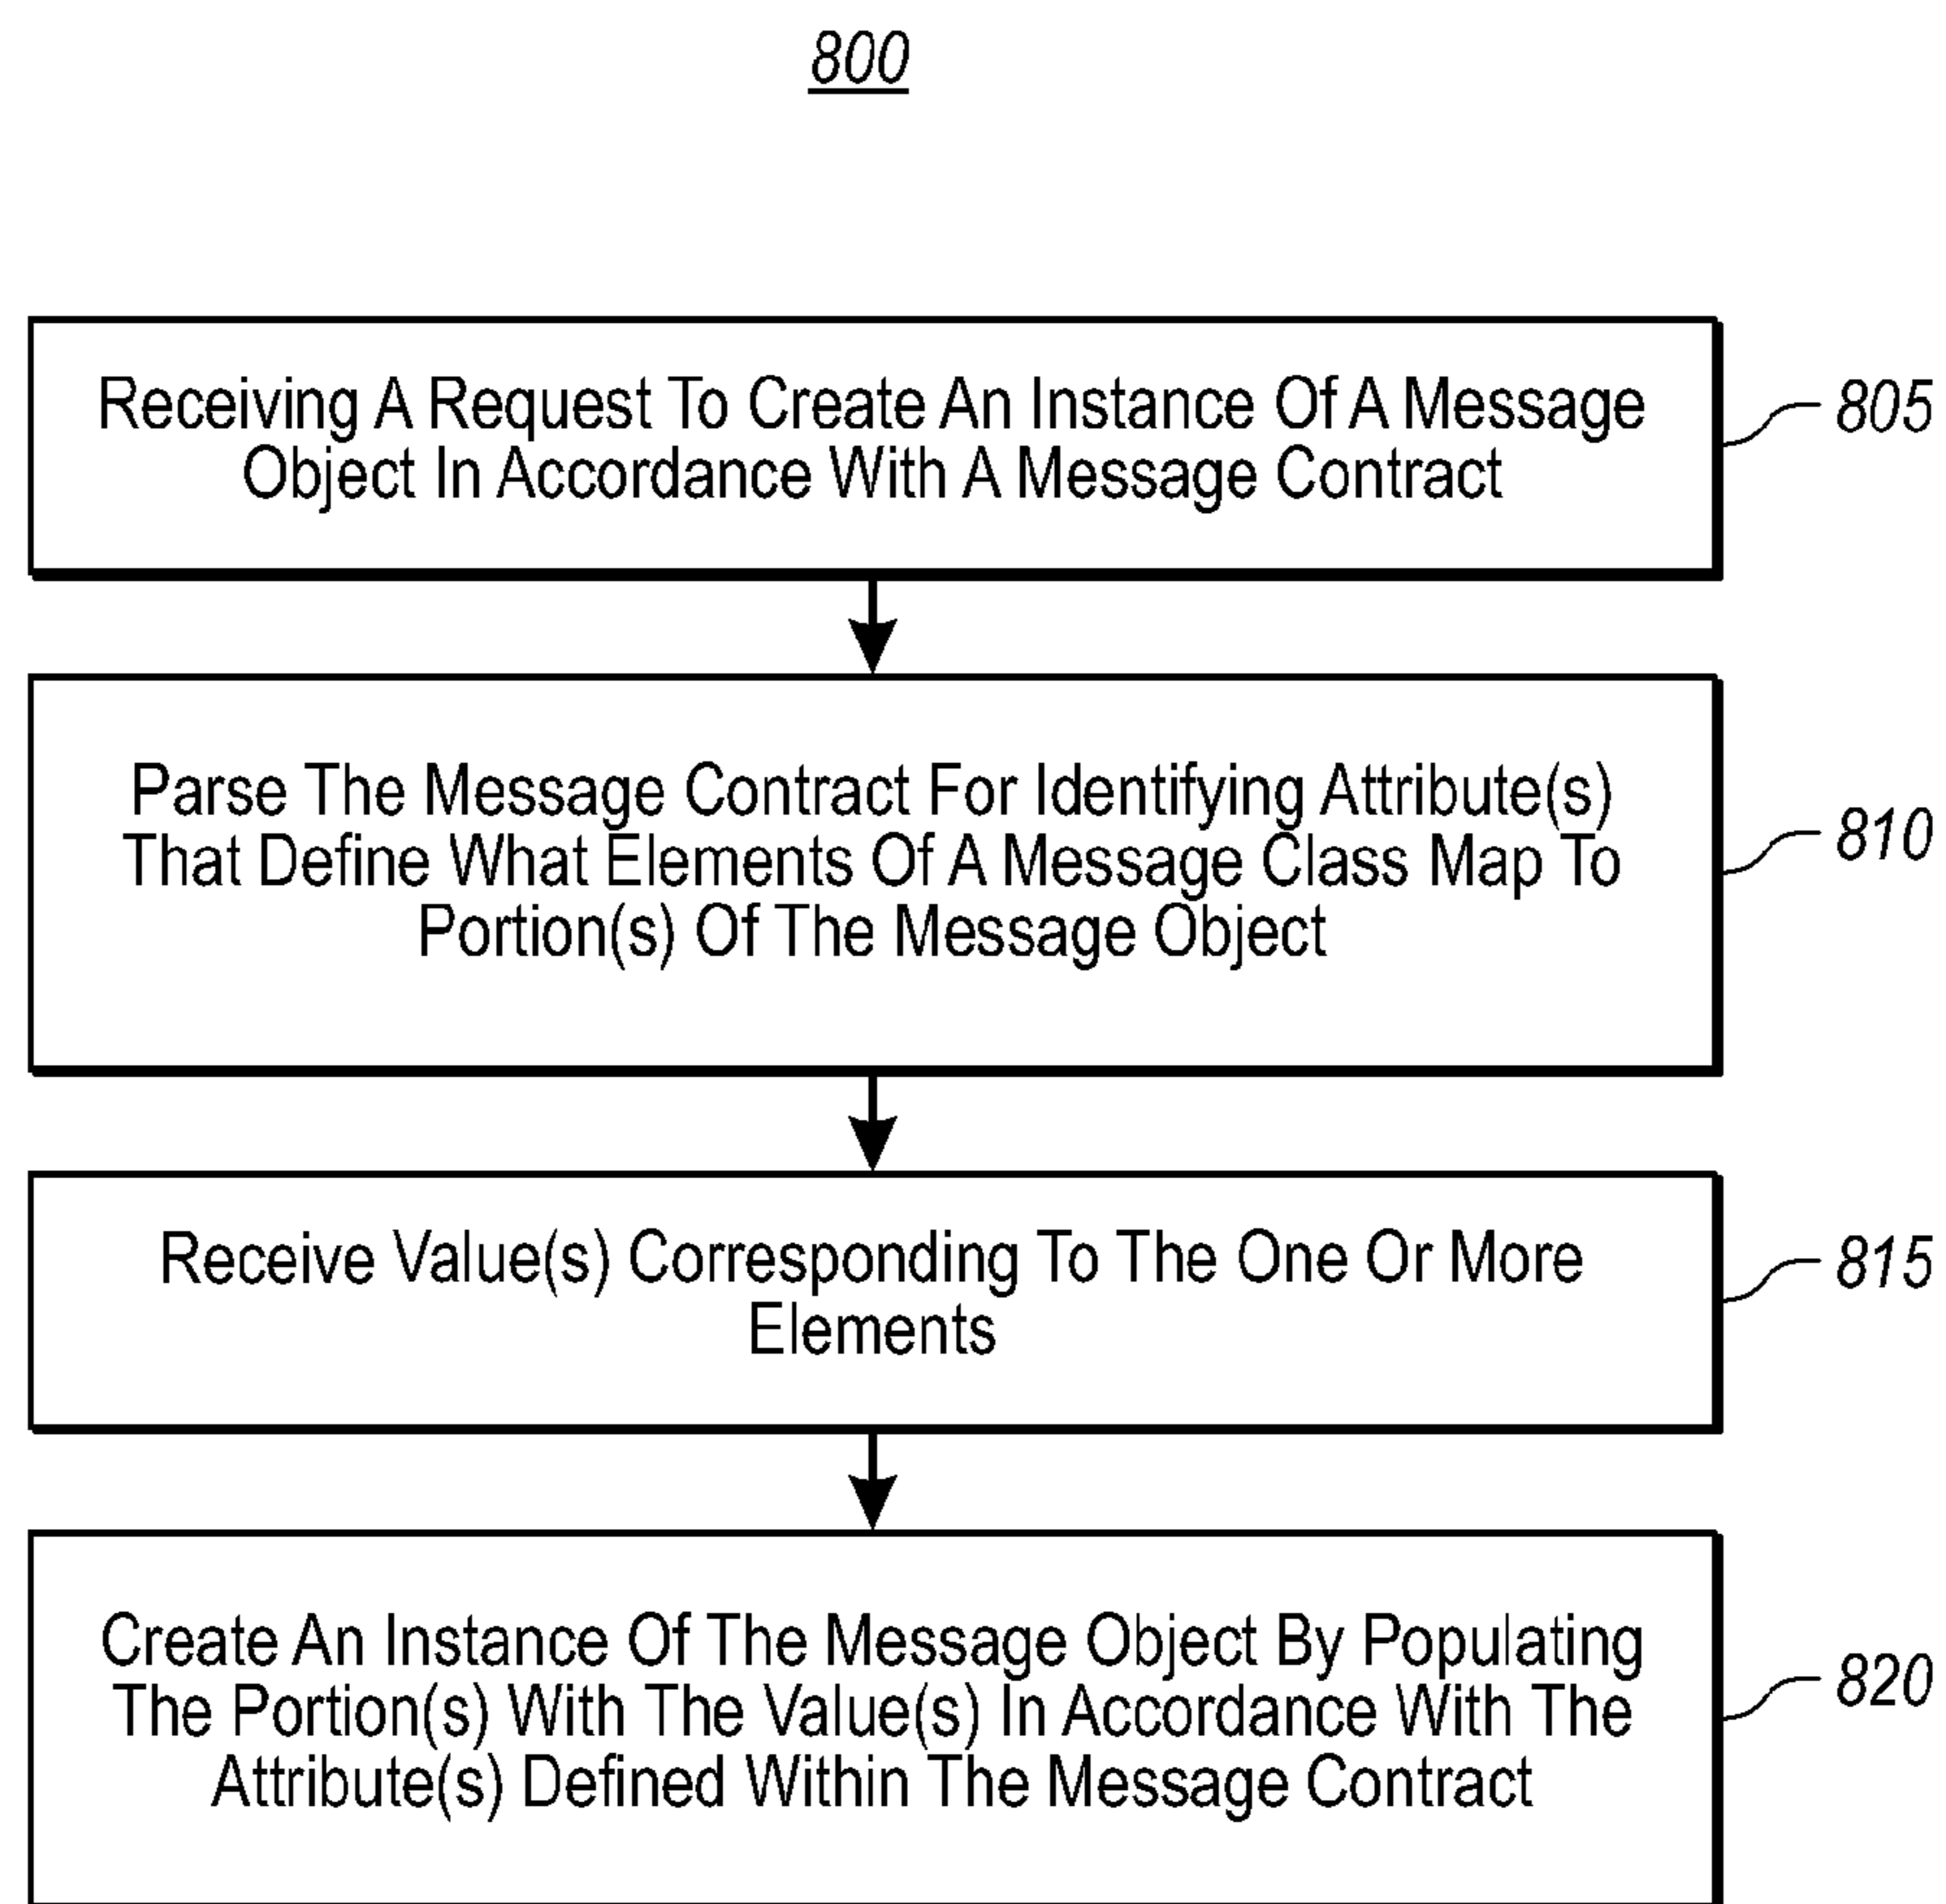 800
Receiving A Request To Create An Instance Of A Message
Object In Accordance With A Message Contract
805
Parse The Message Contract For Identifying Attribute(s)
That Define What Elements Of A Message Class Map To
Portion(s) Of The Message Object
810
Receive Value(s) Corresponding To The One Or More
Elements
815
Create An Instance Of The Message Object By Populating
The Portion(s) With The Value(s) In Accordance With The
Attribute(s) Defined Within The Message Contract
820